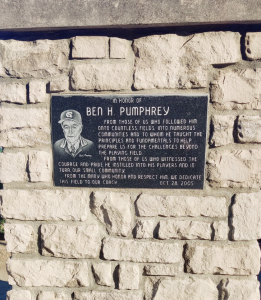 IN HONOR OF
BEN H. PUMPHREY
FROM THOSE OF US WHO FOLLOWED HIM
ONTO COUNTLESS FIELDS INTO NUMEROUS
COMMUNITIES AND TO WHOM HE TAUGHT THE
PRINCIPLES AND FUNDAMENTALS TO HELP
PREPARE US FOR THE CHALLENGES BEYOND
THE PLAYING FIELD.
FROM THOSE OF US WHO WITNESSED THE
COURAGE AND PRIDE HE INSTILLED INTO HIS PLAYERS AND IN
TURN OUR SMALL COMMUNITY.
FROM THE MANY WHO HONOR AND RESPECT HIM, WE DEDICATE
THIS FIELD TO OUR COACH OCT 28, 2005